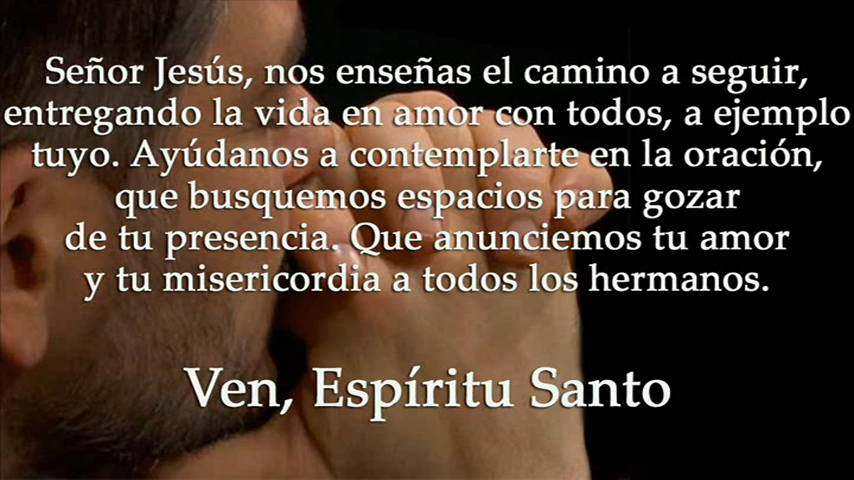 Señor Jesús, nos enseñas el camino a seguir,
entregando la vida en amor con todos, a ejemplo
tuyo. Ayúdanos a contemplarte en la oración,
que busquemos espacios para gozar
de tu presencia. Que anunciemos tu amor
y tu misericordia a todos los hermanos.
Ven, Espíritu Santo